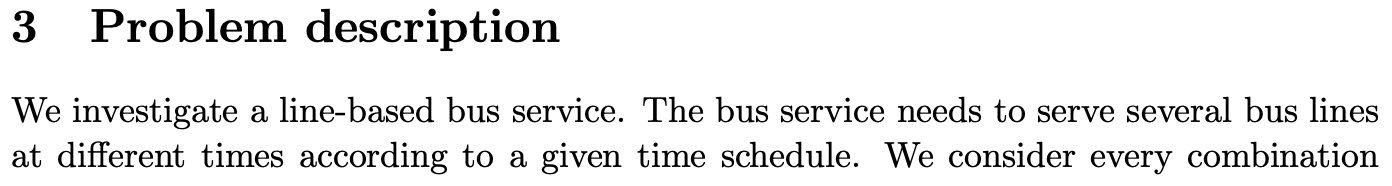 3 Problem description
We investigate a line-based bus service. The bus service needs to serve several bus lines
at different times according to a given time schedule. We consider every combination